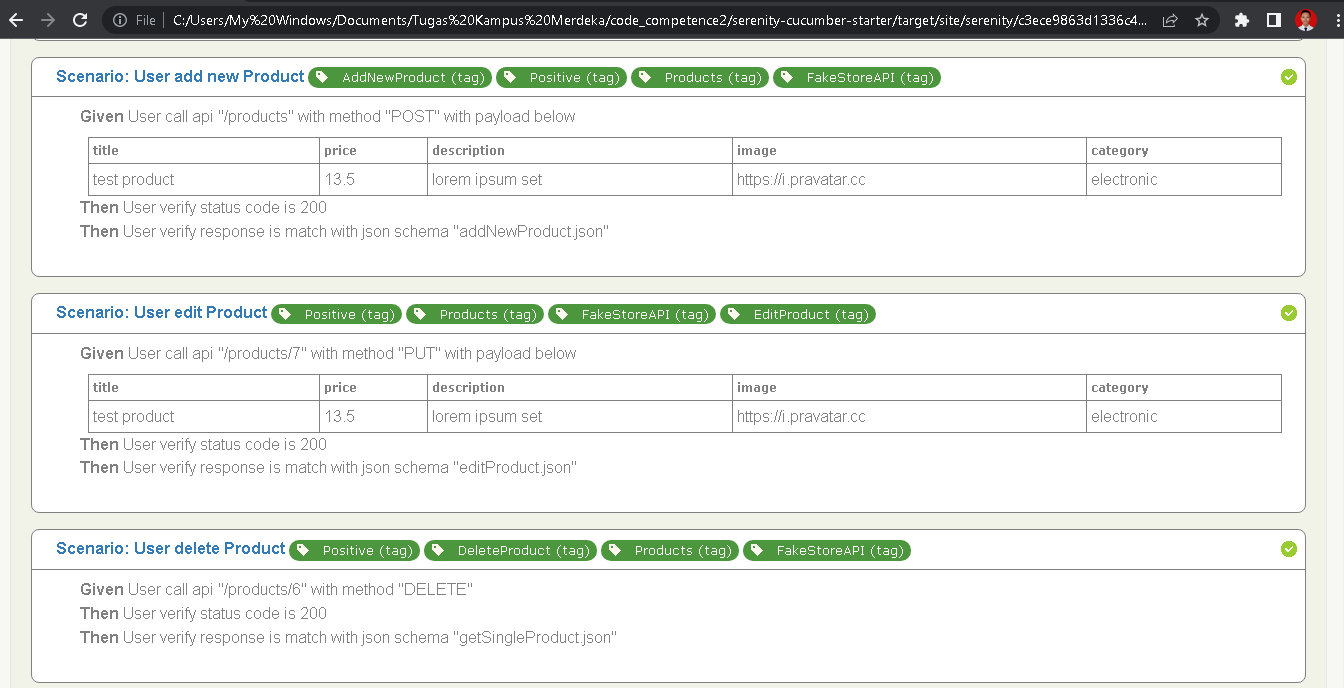 File
C:/Users/My%20Windows/Documents/Tugas%20Kampus%20Merdeka/code_competence2/serenity-cucumber-starter/target/site/serenity/c3ece9863d1336c4...
Scenario: User add new Product AddNewProduct (tag) Positive (tag) Products (tag) FakeStoreAPI (tag)
Given User call api "/products" with method "POST" with payload below
title price description image category
test product 13.5 lorem ipsum set https://i.pravatar.cc electronic
Then User verify status code is 200
Then User verify response is match with json schema "addNewProduct.json"
Scenario: User edit Product Positive (tag) Products (tag) FakeStoreAPI (tag) EditProduct (tag)
Given User call api "/products/7" with method "PUT" with payload below
title price description image category
test product 13.5 lorem ipsum set https://i.pravatar.cc electronic
Then User verify status code is 200
Then User verify response is match with json schema "editProduct.json"
Scenario: User delete Product Positive (tag) DeleteProduct (tag) Products (tag) FakeStoreAPI (tag)
Given User call api "/products/6" with method "DELETE"
Then User verify status code is 200
Then User verify response is match with json schema "getSingleProduct.json"